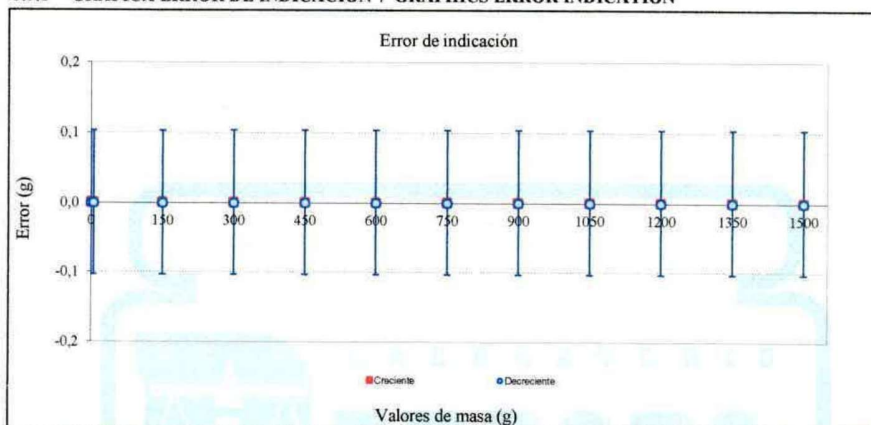 GRÁFICA ERROR DE INDICACIÓN / GRAPHICS ERROR INDICATION
Error de indicación
0,2
0,1
0,0
-0,1
-0,2
Error (g)
0 150 300 450 600 750 900 1050 1200 1350 1500
Creciente Decreciente
Valores de masa (g)